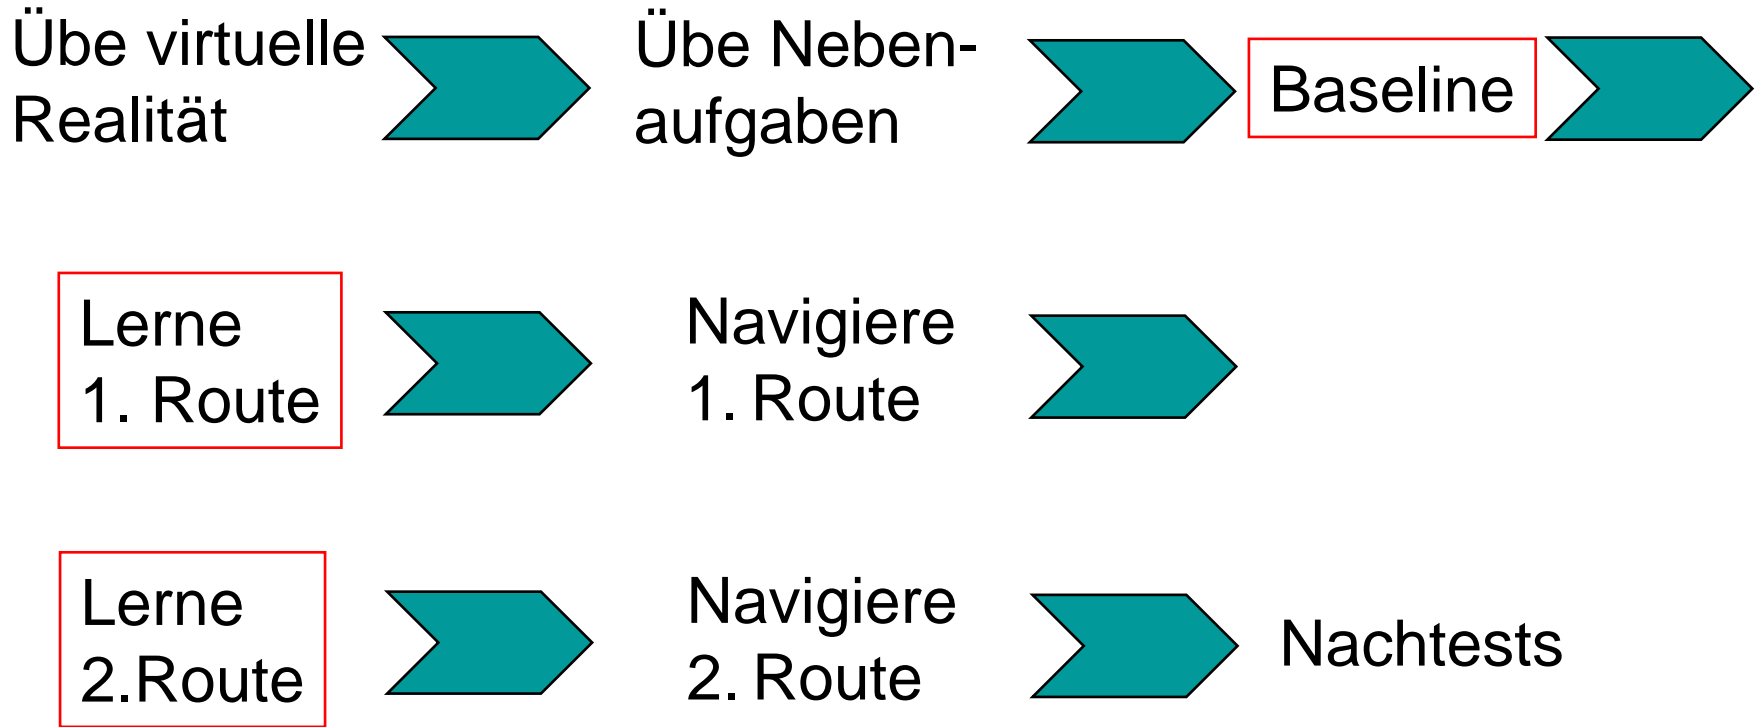 Übe virtuelle
Realität
Übe Neben-
aufgaben
Baseline
Lerne
1. Route
Navigiere
1. Route
Lerne
2.Route
Navigiere
2. Route
Nachtests